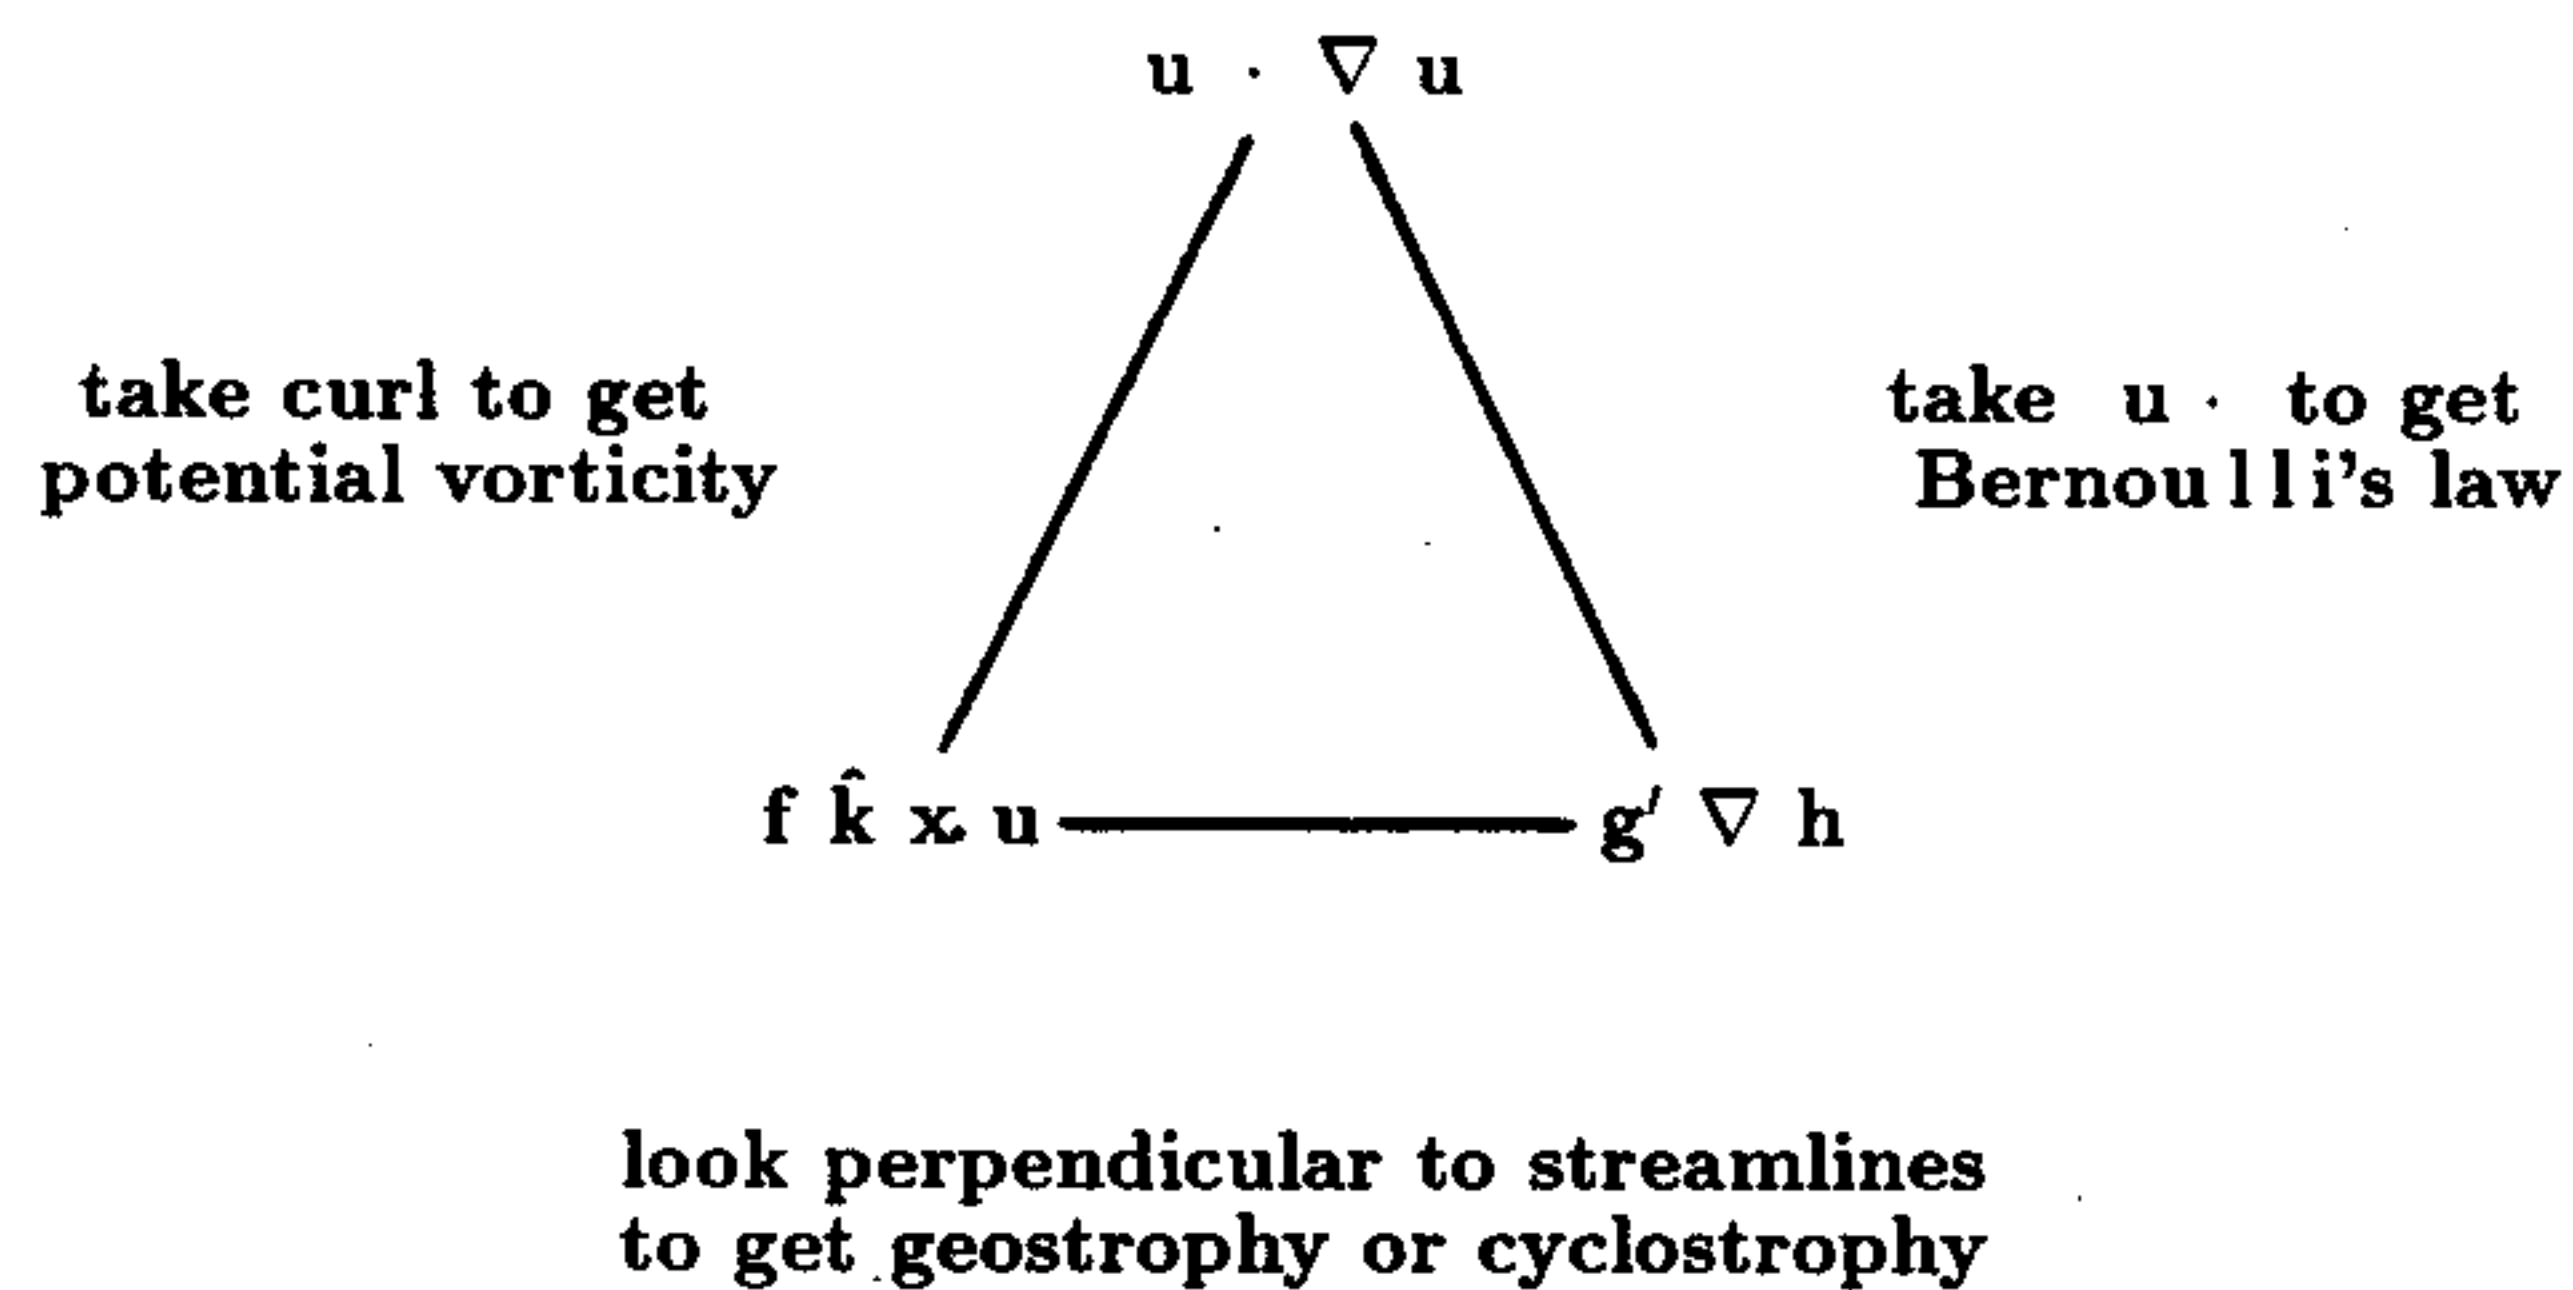 u · ∇ u
take curl to get
potential vorticity
take u · to get
Bernoulli's law
f k̂ x u
g′ ∇ h
look perpendicular to streamlines
to get geostrophy or cyclostrophy